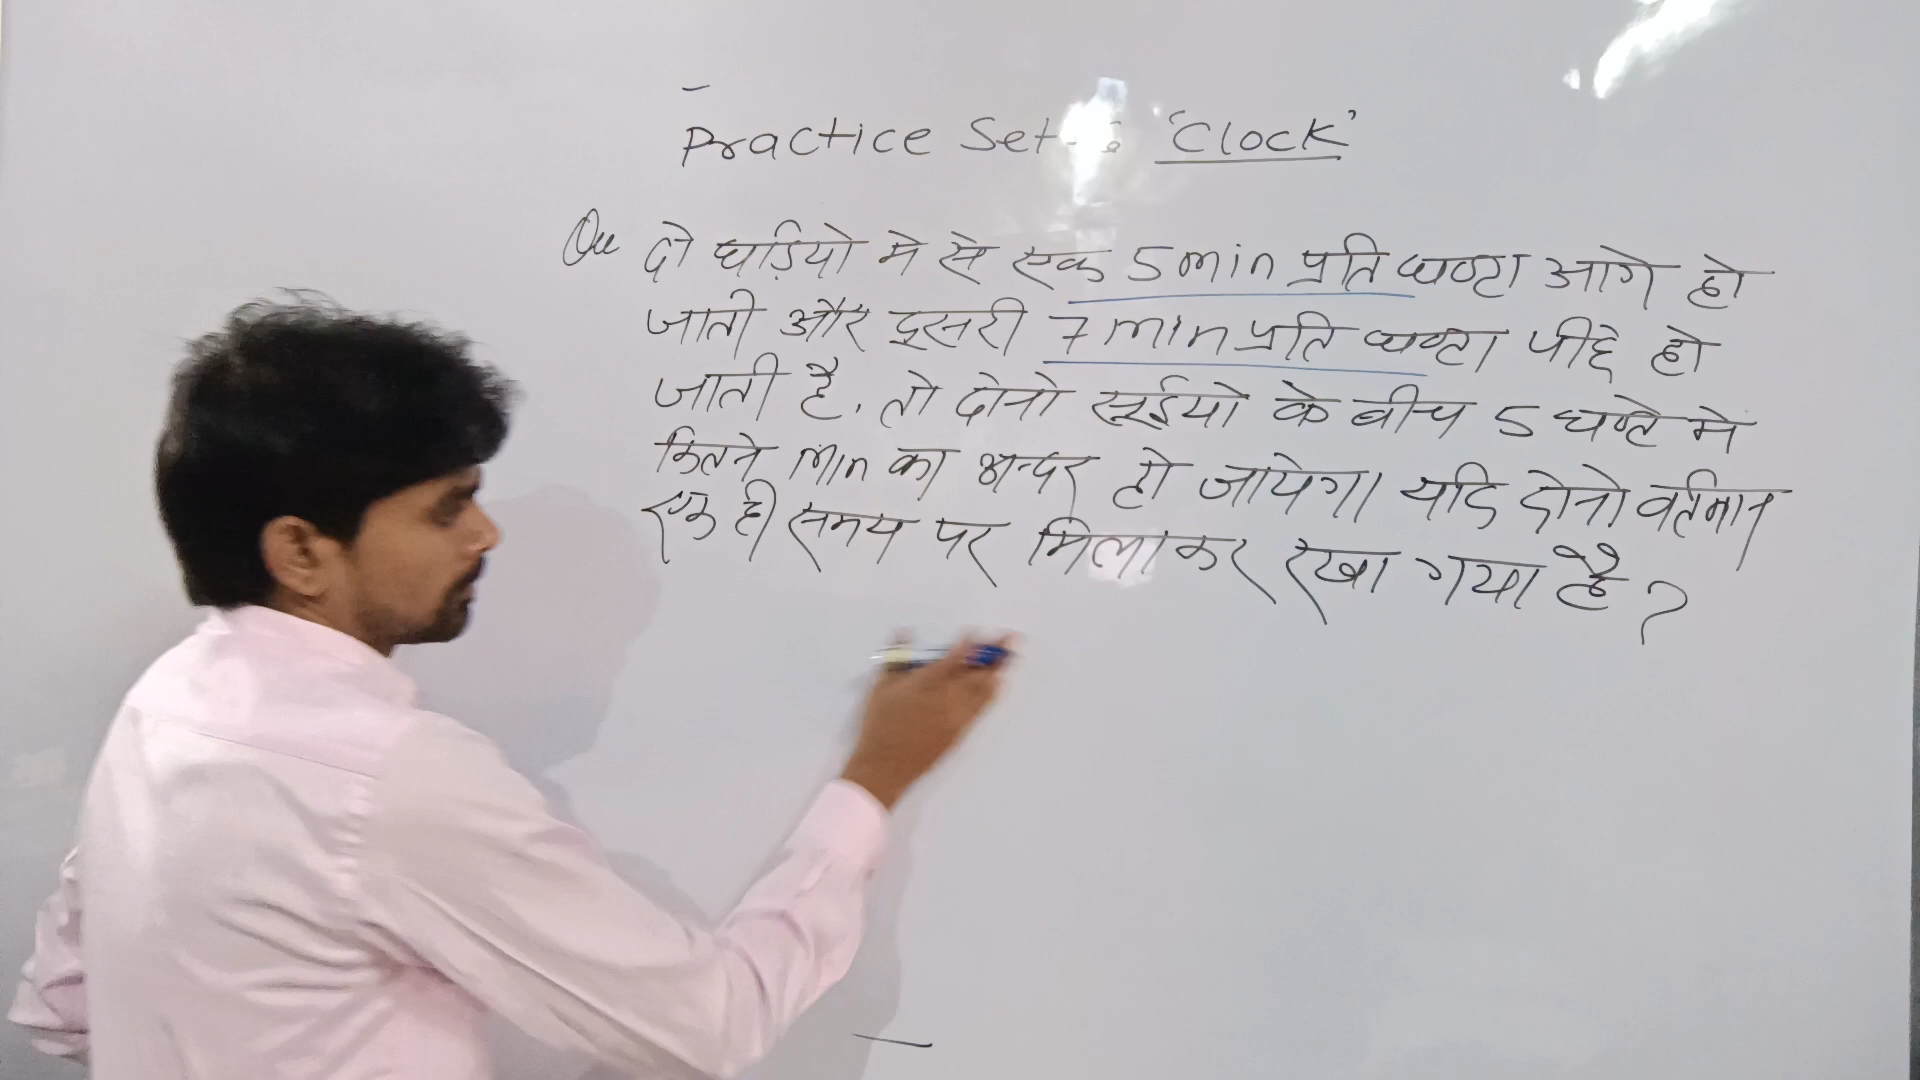 Practice Set- 'Clock'
Que दो घड़ियो मे से एक 5 min प्रति घण्टा आगे हो
जाती और दुसरी 7 min प्रति घण्टा पीछे हो
जाती है, तो दोनो सूईयो के बीच 5 घण्टे मे
कितने min का अन्तर हो जायेगा यदि दोनो वर्तमान
एक ही समय पर मिलाकर रखा गया है?